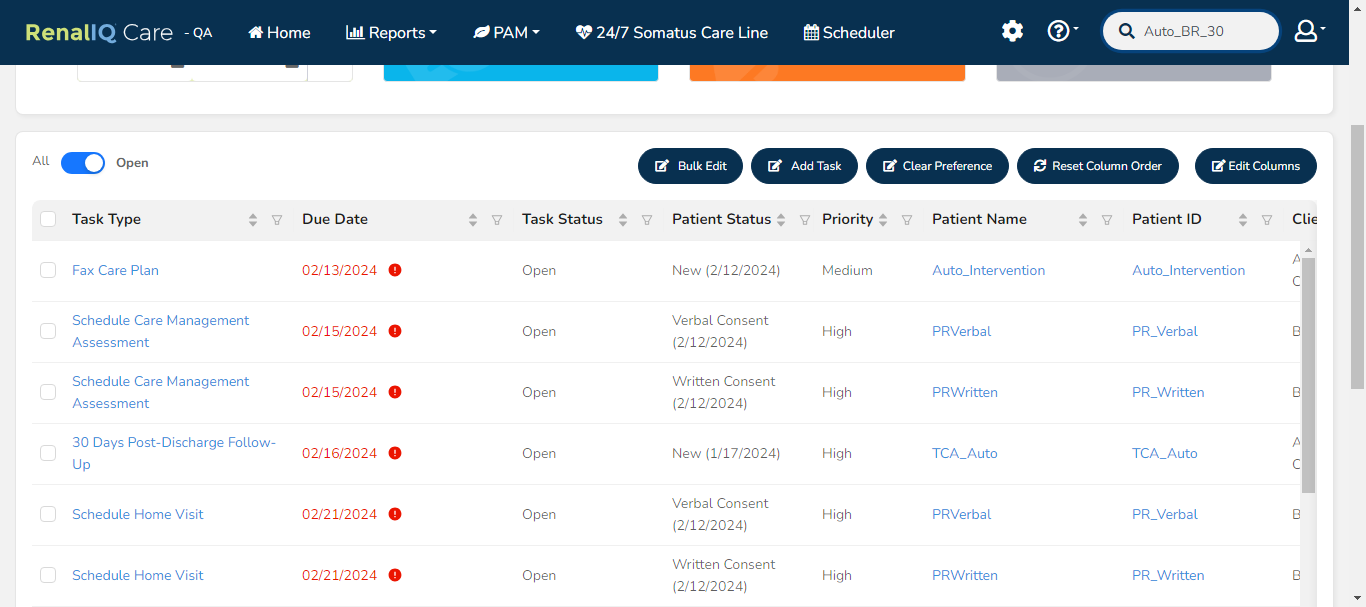 RenalIQ Care - QA Home Reports PAM 24/7 Somatus Care Line Scheduler Auto_BR_30
All Open Bulk Edit Add Task Clear Preference Reset Column Order Edit Columns
Task Type Due Date Task Status Patient Status Priority Patient Name Patient ID Clie
Fax Care Plan 02/13/2024 Open New (2/12/2024) Medium Auto_Intervention Auto_Intervention A
C
Schedule Care Management Assessment 02/15/2024 Open Verbal Consent (2/12/2024) High PRVerbal PR_Verbal B
Schedule Care Management Assessment 02/15/2024 Open Written Consent (2/12/2024) High PRWritten PR_Written B
30 Days Post-Discharge Follow-Up 02/16/2024 Open New (1/17/2024) High TCA_Auto TCA_Auto A
C
Schedule Home Visit 02/21/2024 Open Verbal Consent (2/12/2024) High PRVerbal PR_Verbal B
Schedule Home Visit 02/21/2024 Open Written Consent (2/12/2024) High PRWritten PR_Written B